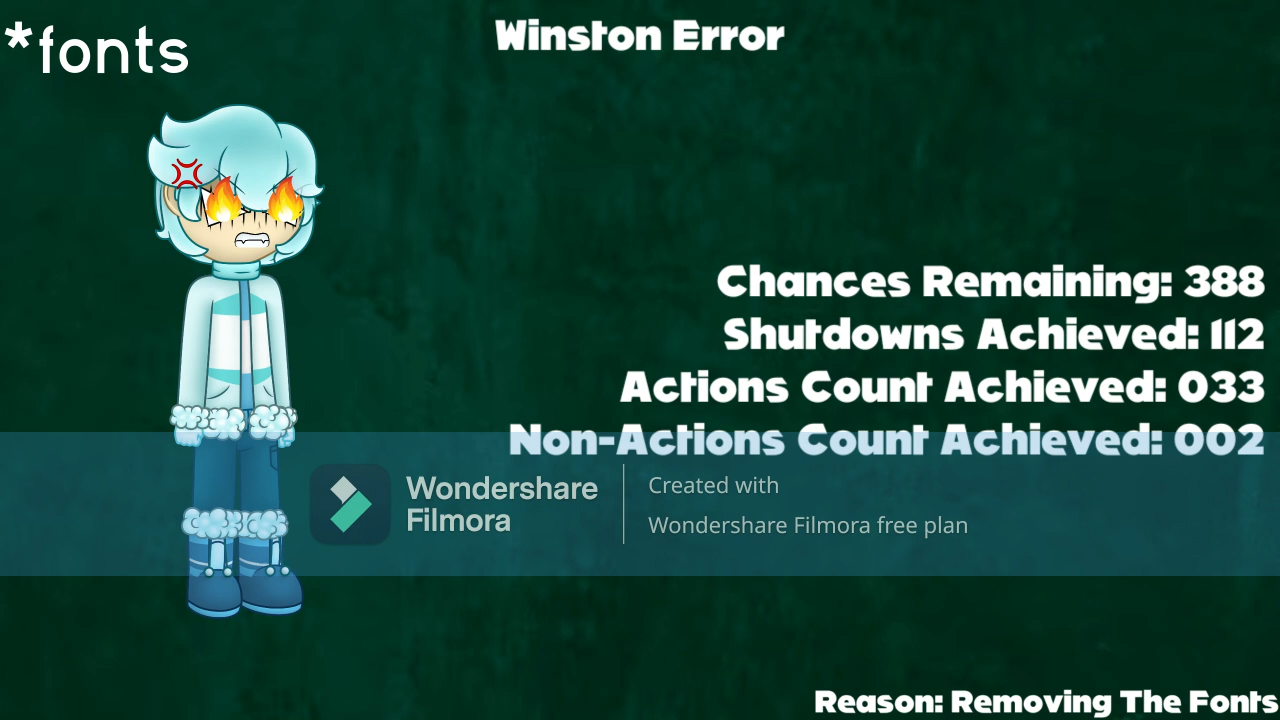 *fonts
Winston Error
Chances Remaining: 388
Shutdowns Achieved: 112
Actions Count Achieved: 033
Non-Actions Count Achieved: 002
Wondershare
Filmora
Created with
Wondershare Filmora free plan
Reason: Removing The Fonts